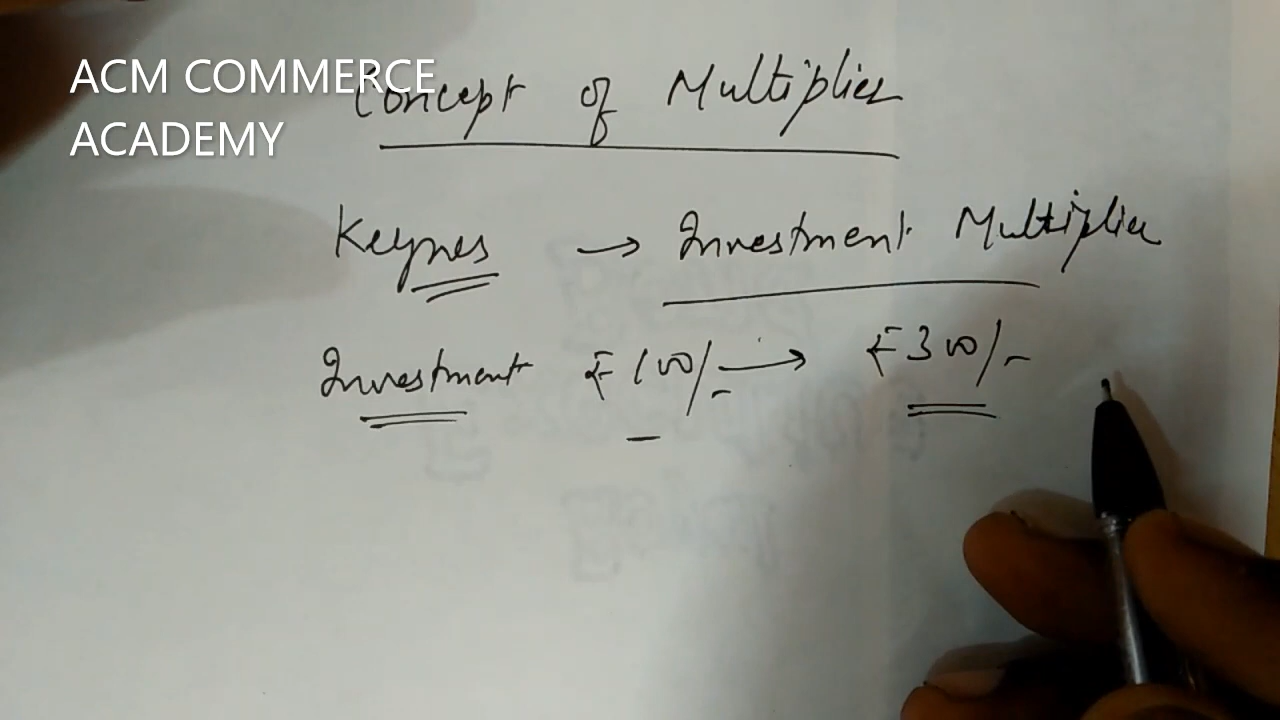 ACM COMMERCE
ACADEMY
Concept of Multiplier
Keynes → Investment Multiplier
Investment ₹ 100/- → ₹ 300/-